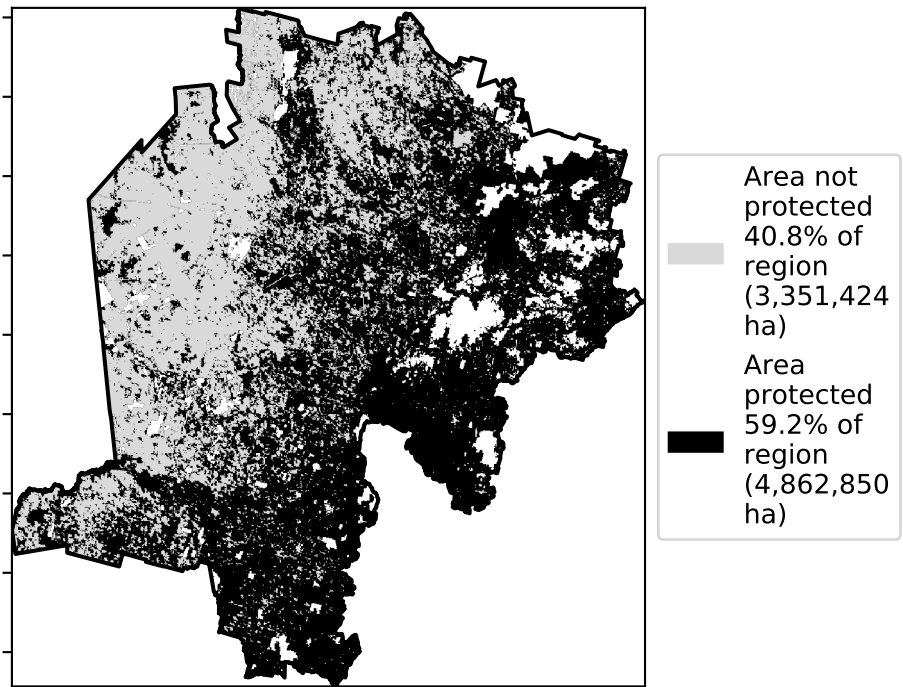 Area not
protected
40.8% of
region
(3,351,424
ha)
Area
protected
59.2% of
region
(4,862,850
ha)